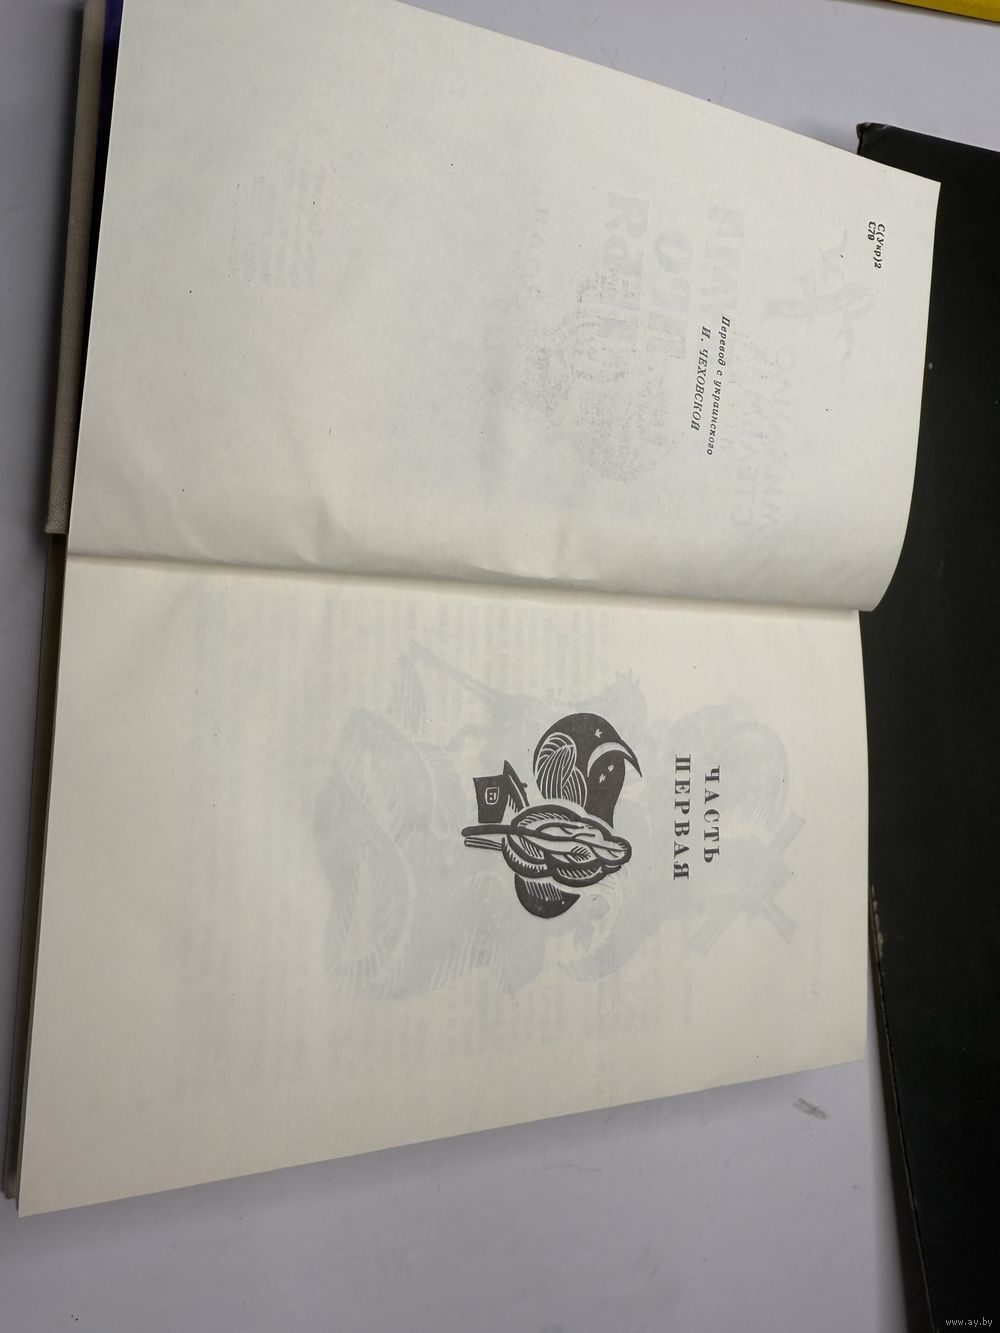 С(Укр)2
С79
Перевод с украинского
И. ЧЕХОВСКОЙ
ЧАСТЬ
ПЕРВАЯ
www.ay.by